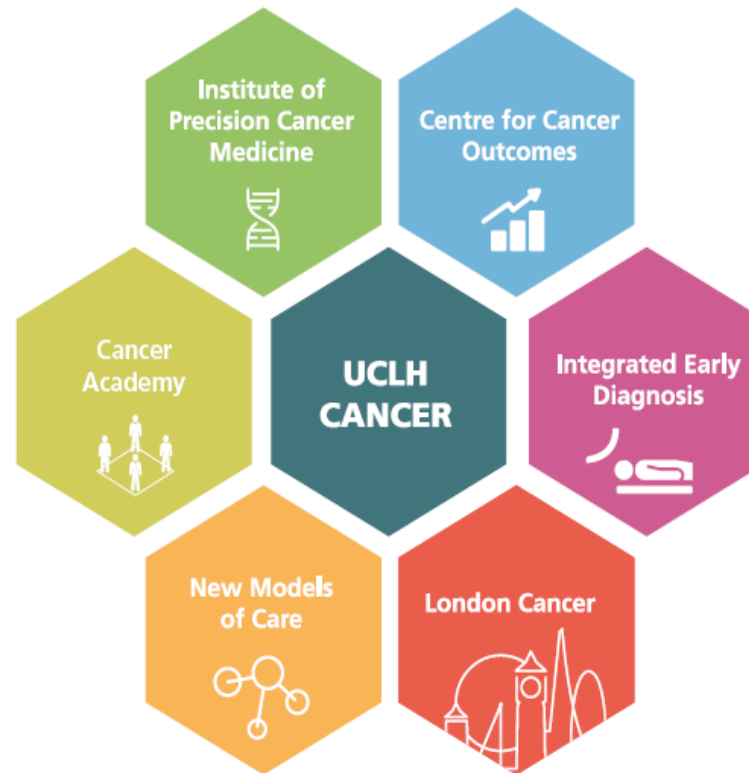 Institute of
Precision Cancer
Medicine
Centre for Cancer
Outcomes
Cancer
Academy
UCLH
CANCER
Integrated Early
Diagnosis
New Models
of Care
London Cancer